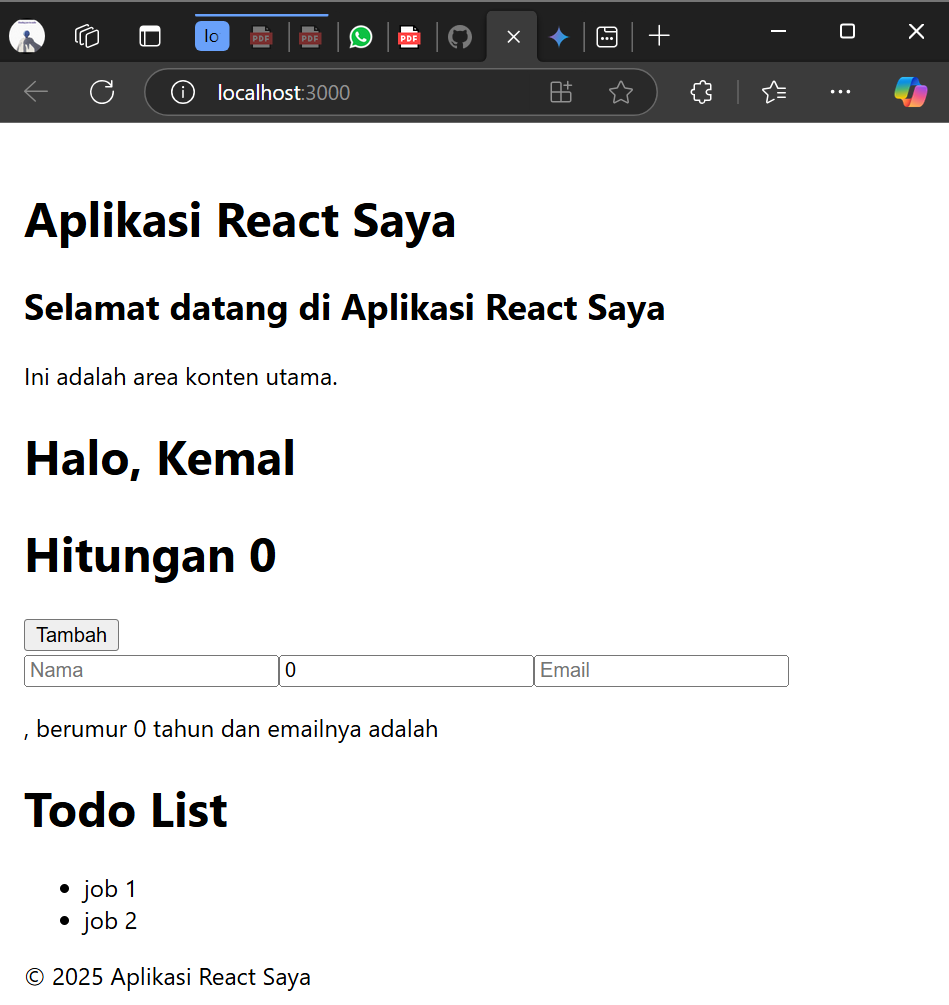 lo
PDF PDF PDF
localhost:3000
Aplikasi React Saya
Selamat datang di Aplikasi React Saya
Ini adalah area konten utama.
Halo, Kemal
Hitungan 0
Tambah
Nama 0 Email
, berumur 0 tahun dan emailnya adalah
Todo List
job 1
job 2
© 2025 Aplikasi React Saya